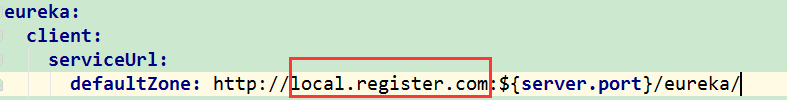 eureka:
  client:
    serviceUrl:
      defaultZone: http://local.register.com:${server.port}/eureka/